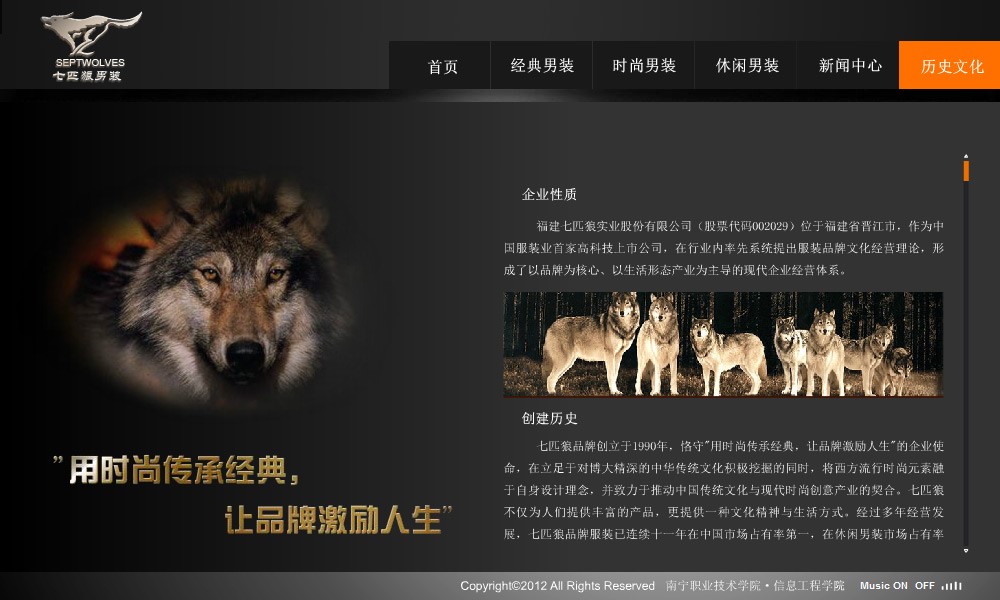 SEPTWOLVES
七匹狼男装
首页
经典男装
时尚男装
休闲男装
新闻中心
历史文化
企业性质
福建七匹狼实业股份有限公司（股票代码002029）位于福建省晋江市，作为中
国服装业首家高科技上市公司，在行业内率先系统提出服装品牌文化经营理论，形
成了以品牌为核心、以生活形态产业为主导的现代企业经营体系。
创建历史
七匹狼品牌创立于1990年，恪守"用时尚传承经典，让品牌激励人生"的企业使
命，在立足于对博大精深的中华传统文化积极挖掘的同时，将西方流行时尚元素融
于自身设计理念，并致力于推动中国传统文化与现代时尚创意产业的契合。七匹狼
不仅为人们提供丰富的产品，更提供一种文化精神与生活方式。经过多年经营发
展，七匹狼品牌服装已连续十一年在中国市场占有率第一，在休闲男装市场占有率
”用时尚传承经典，
让品牌激励人生”
Copyright©2012 All Rights Reserved 南宁职业技术学院·信息工程学院 Music ON OFF